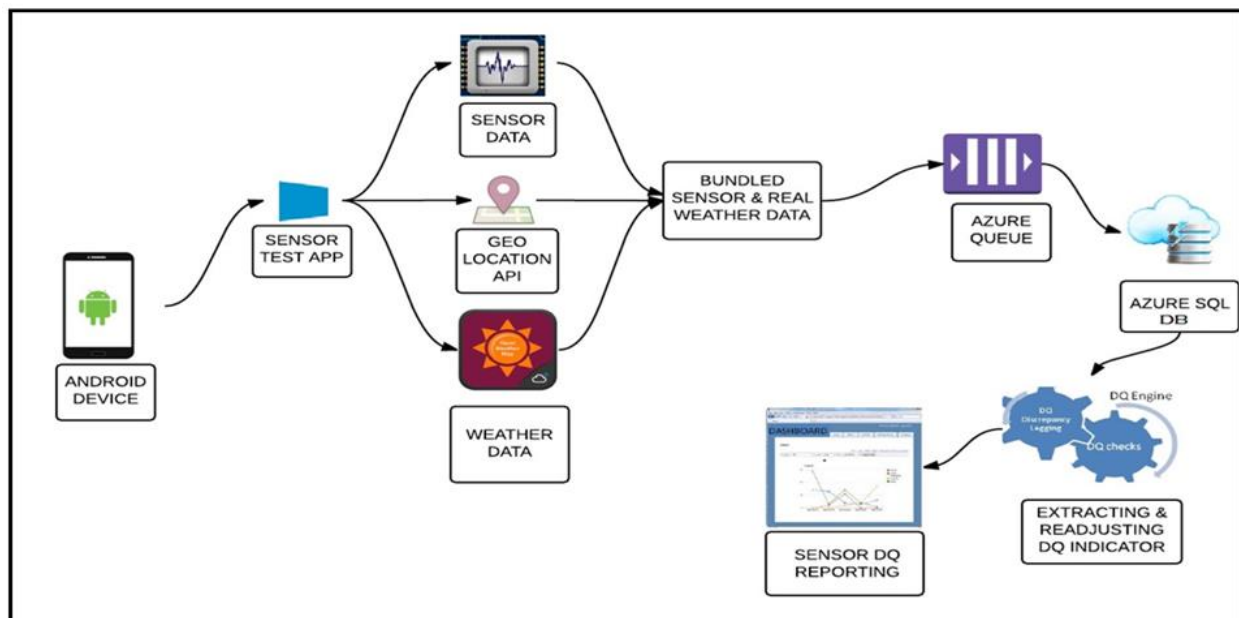 SENSOR
DATA
BUNDLED
SENSOR & REAL
WEATHER DATA
AZURE
QUEUE
SENSOR
TEST APP
GEO
LOCATION
API
AZURE SQL
DB
ANDROID
DEVICE
WEATHER
DATA
DQ Engine
DQ
Discrepancy
Logging
DQ checks
DASHBOARD
EXTRACTING &
READJUSTING
DQ INDICATOR
SENSOR DQ
REPORTING